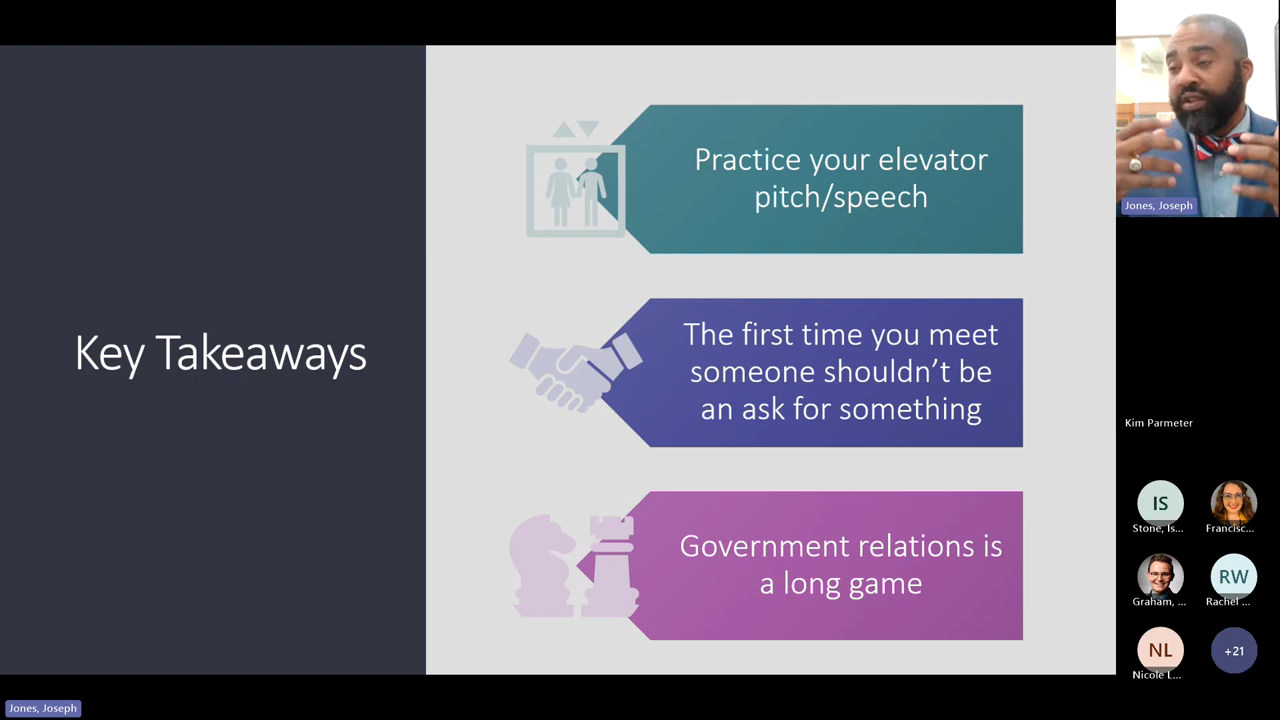 Key Takeaways
Practice your elevator
pitch/speech
The first time you meet
someone shouldn't be
an ask for something
Government relations is
a long game
Jones, Joseph
Kim Parmeter
IS
Stone, Is...
Francisc...
Graham, ...
RW
Rachel ...
NL
Nicole L...
+21
Jones, Joseph